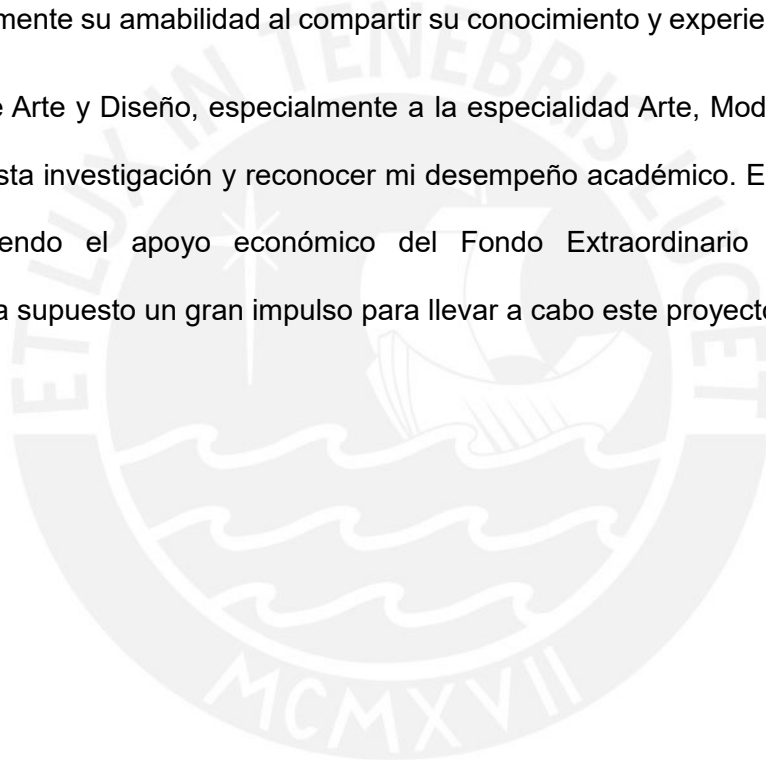 mente su amabilidad al compartir su conocimiento y experie
e Arte y Diseño, especialmente a la especialidad Arte, Mod
sta investigación y reconocer mi desempeño académico. E
endo el apoyo económico del Fondo Extraordinario
a supuesto un gran impulso para llevar a cabo este proyecto
ET LUX IN TENEBRIS LUCET
MCMXVII